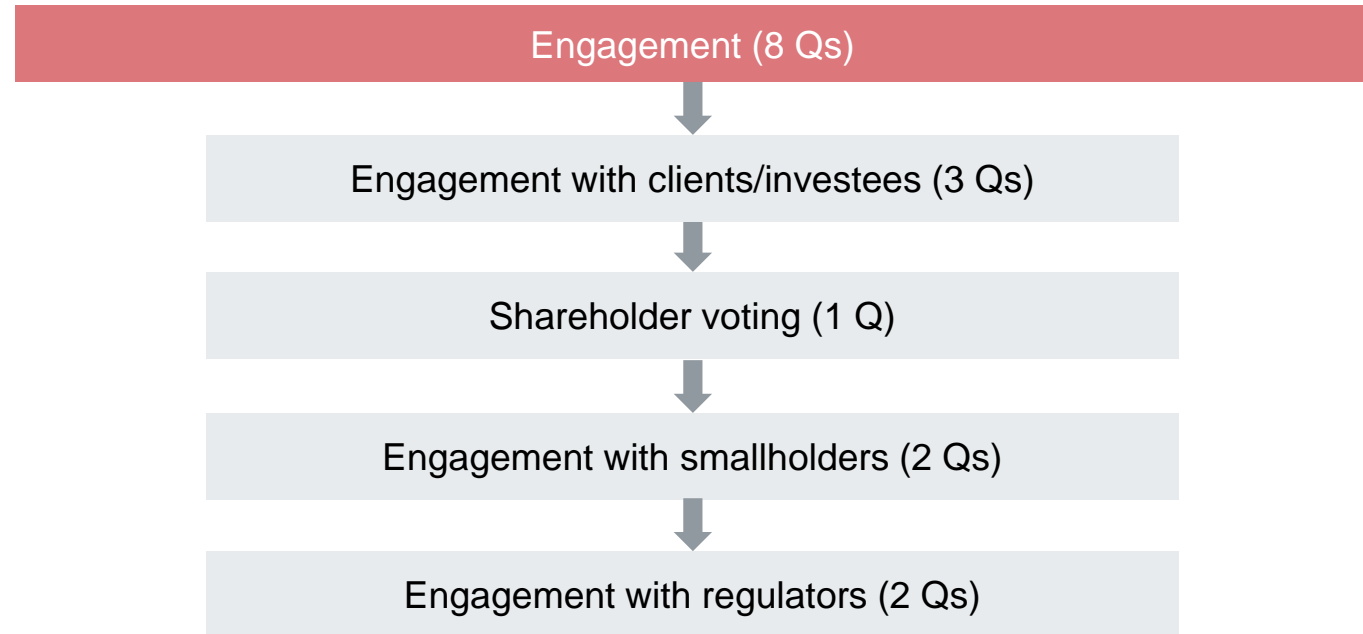 Engagement (8 Qs)
Engagement with clients/investees (3 Qs)
Shareholder voting (1 Q)
Engagement with smallholders (2 Qs)
Engagement with regulators (2 Qs)